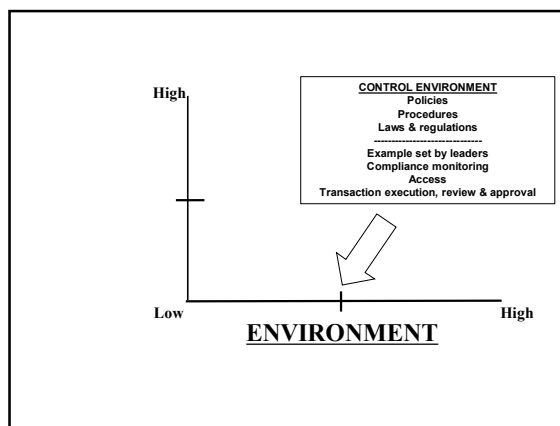 High
CONTROL ENVIRONMENT
Policies
Procedures
Laws & regulations
-------------------------------
Example set by leaders
Compliance monitoring
Access
Transaction execution, review & approval
Low
High
ENVIRONMENT